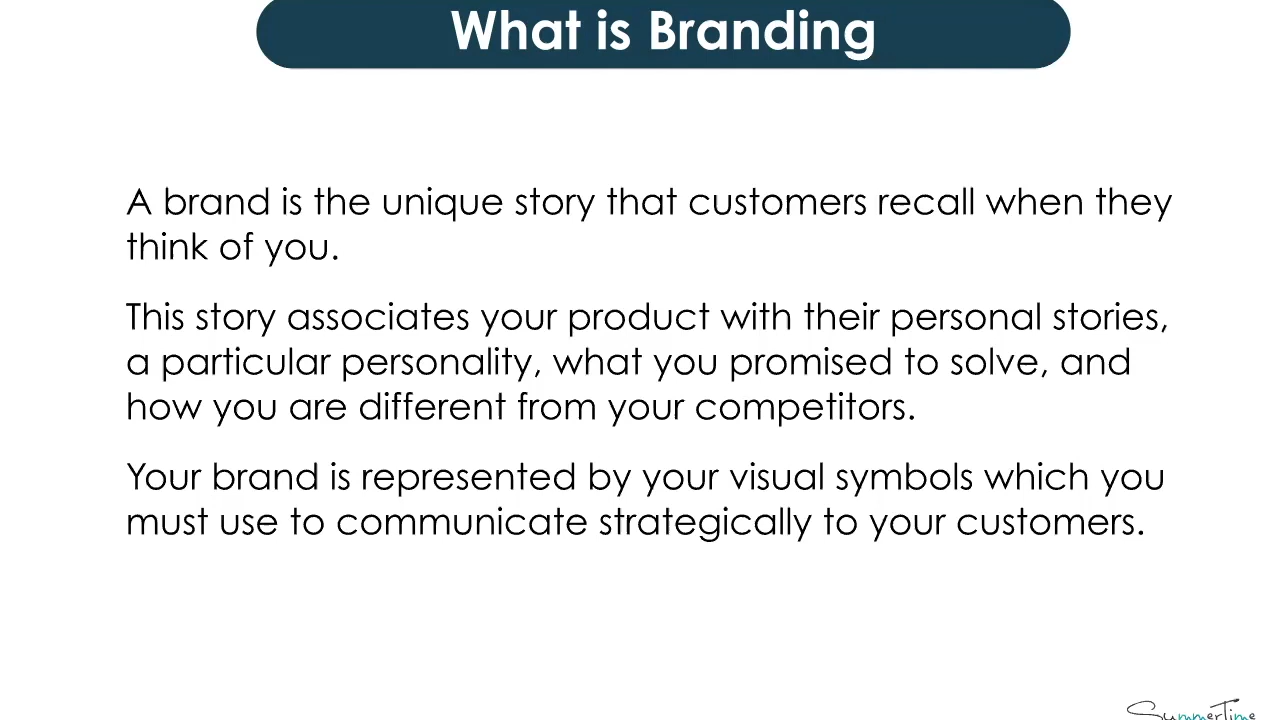 What is Branding
A brand is the unique story that customers recall when they
think of you.
This story associates your product with their personal stories,
a particular personality, what you promised to solve, and
how you are different from your competitors.
Your brand is represented by your visual symbols which you
must use to communicate strategically to your customers.
SummerTime